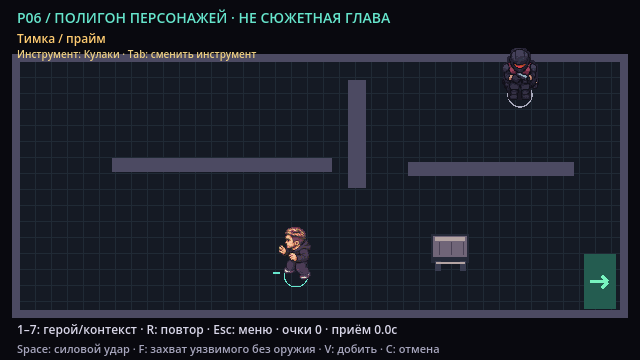 P06 / ПОЛИГОН ПЕРСОНАЖЕЙ · НЕ СЮЖЕТНАЯ ГЛАВА
Тимка / прайм
Инструмент: Кулаки · Tab: сменить инструмент
1–7: герой/контекст · R: повтор · Esc: меню · очки 0 · приём 0.0с
Space: силовой удар · F: захват уязвимого без оружия · V: добить · C: отмена